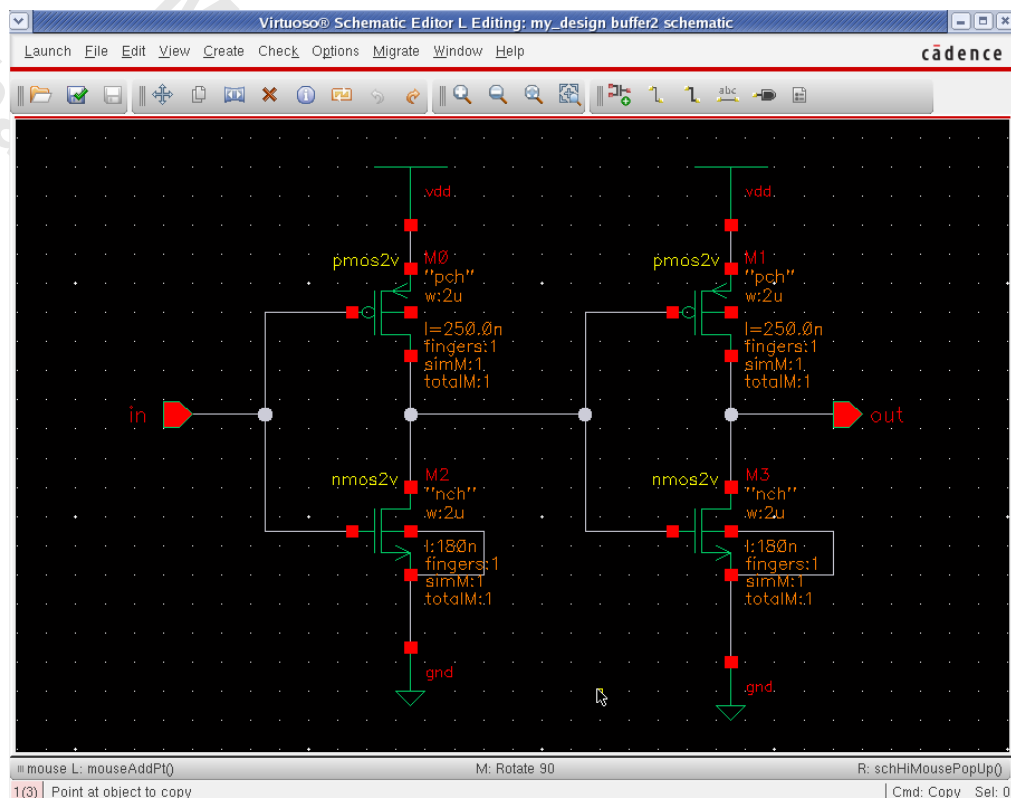 Virtuoso® Schematic Editor L Editing: my_design buffer2 schematic
Launch File Edit View Create Check Options Migrate Window Help
cādence
abc
vdd
vdd
pmos2v
M0
"pch"
w:2u
l=250.0n
fingers:1
simM:1
totalM:1
pmos2v
M1
"pch"
w:2u
l=250.0n
fingers:1
simM:1
totalM:1
in
out
nmos2v
M2
"nch"
w:2u
l:180n
fingers:1
simM:1
totalM:1
nmos2v
M3
"nch"
w:2u
l:180n
fingers:1
simM:1
totalM:1
gnd
gnd
mouse L: mouseAddPt()
M: Rotate 90
R: schHiMousePopUp()
1(3) Point at object to copy
Cmd: Copy Sel: 0